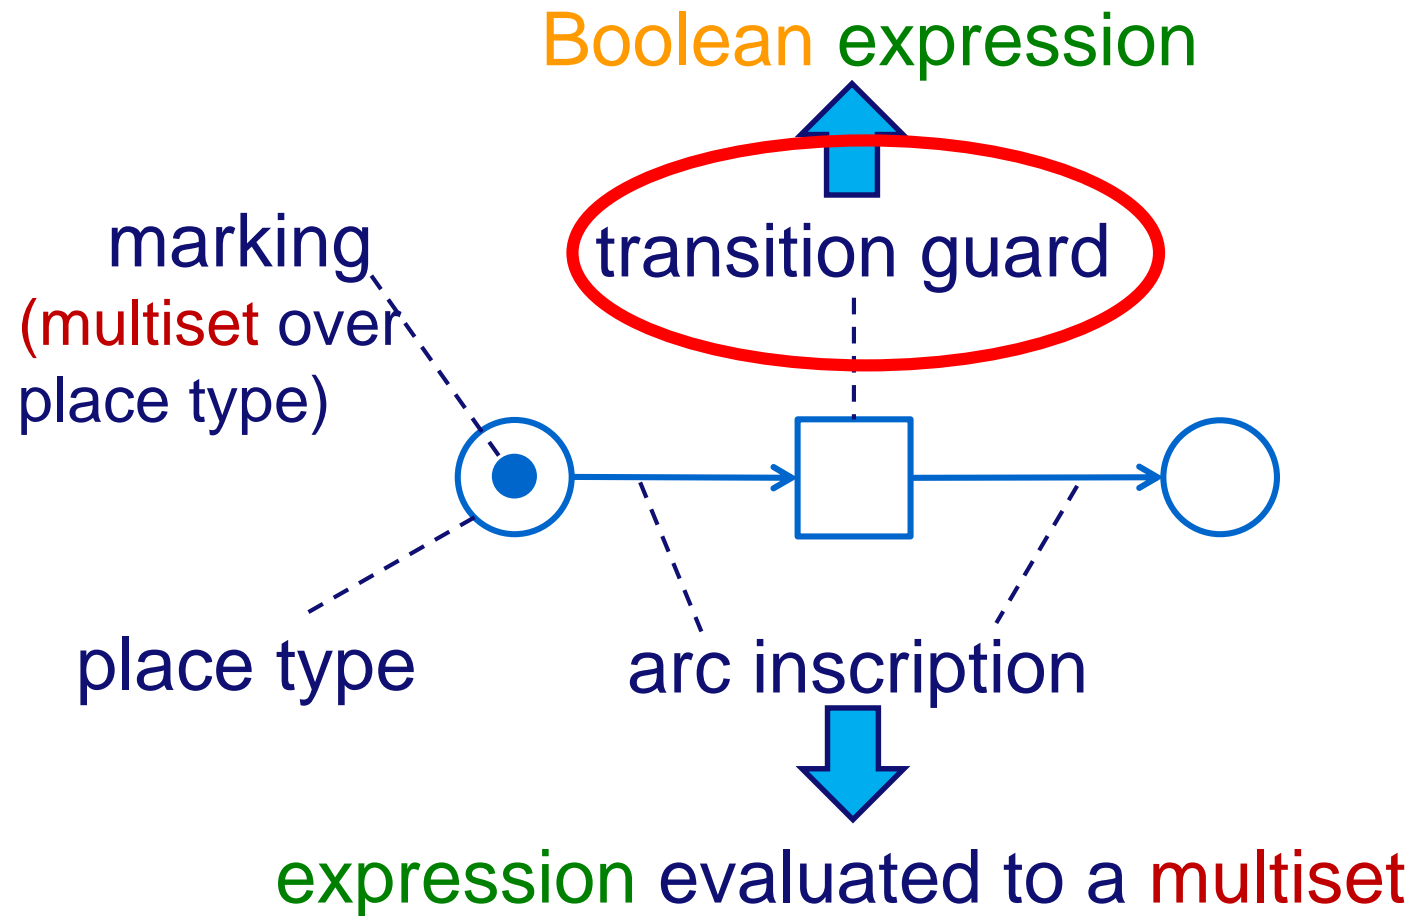 Boolean expression
transition guard
marking
(multiset over
place type)
place type
arc inscription
expression evaluated to a multiset